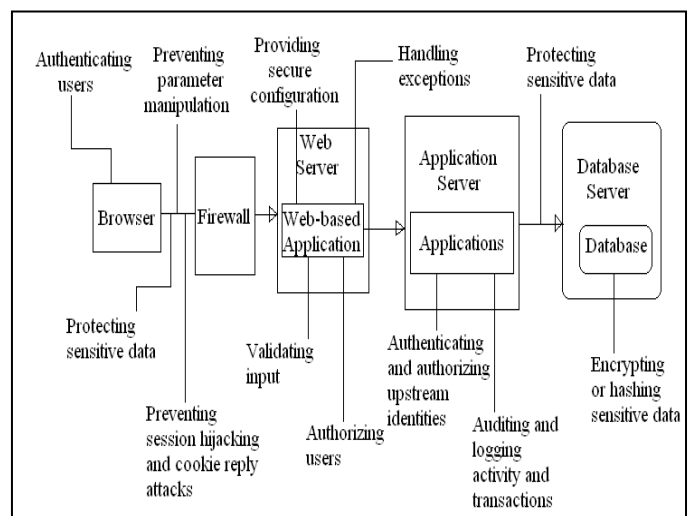 Authenticating
users
Preventing
parameter
manipulation
Providing
secure
configuration
Handling
exceptions
Protecting
sensitive data
Web
Server
Application
Server
Database
Server
Browser
Firewall
Web-based
Application
Applications
Database
Protecting
sensitive data
Validating
input
Authenticating
and authorizing
upstream
identities
Encrypting
or hashing
sensitive data
Preventing
session hijacking
and cookie reply
attacks
Authorizing
users
Auditing and
logging
activity and
transactions